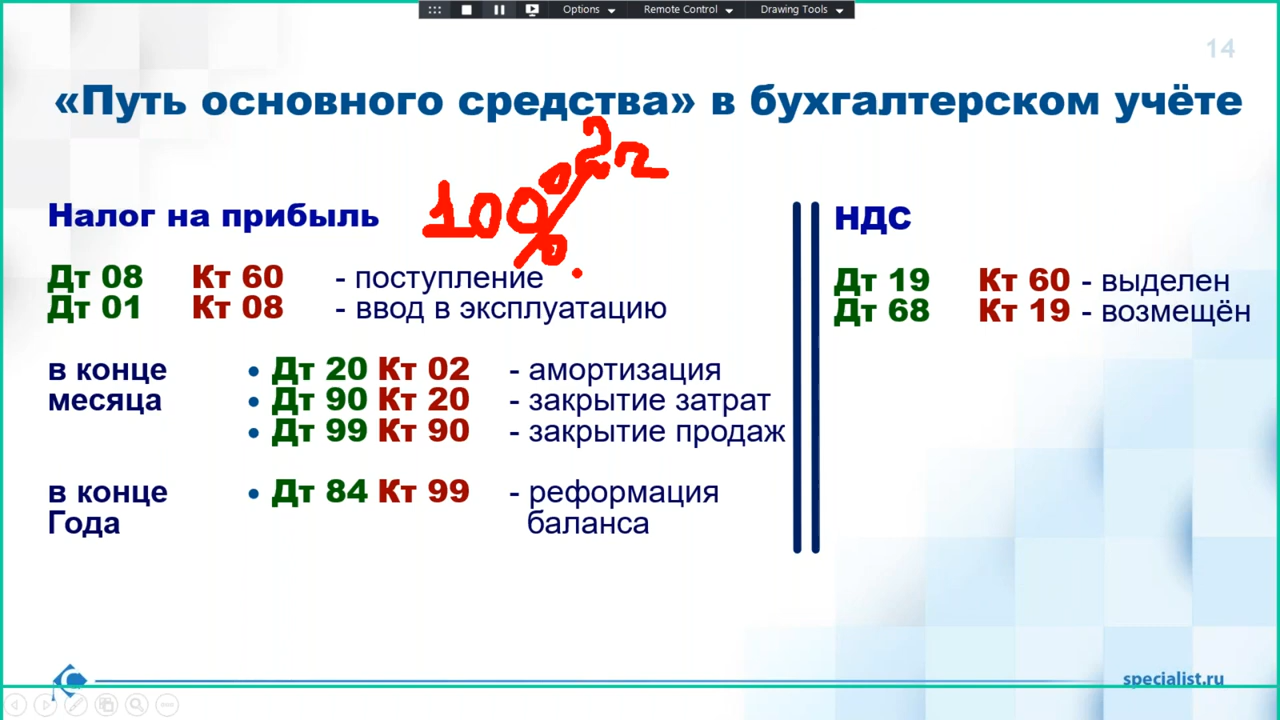 Options Remote Control Drawing Tools
14
«Путь основного средства» в бухгалтерском учёте
100%
Налог на прибыль
Дт 08 Кт 60 - поступление
Дт 01 Кт 08 - ввод в эксплуатацию
в конце месяца
• Дт 20 Кт 02 - амортизация
• Дт 90 Кт 20 - закрытие затрат
• Дт 99 Кт 90 - закрытие продаж
в конце Года
• Дт 84 Кт 99 - реформация
баланса
НДС
Дт 19 Кт 60 - выделен
Дт 68 Кт 19 - возмещён
specialist.ru